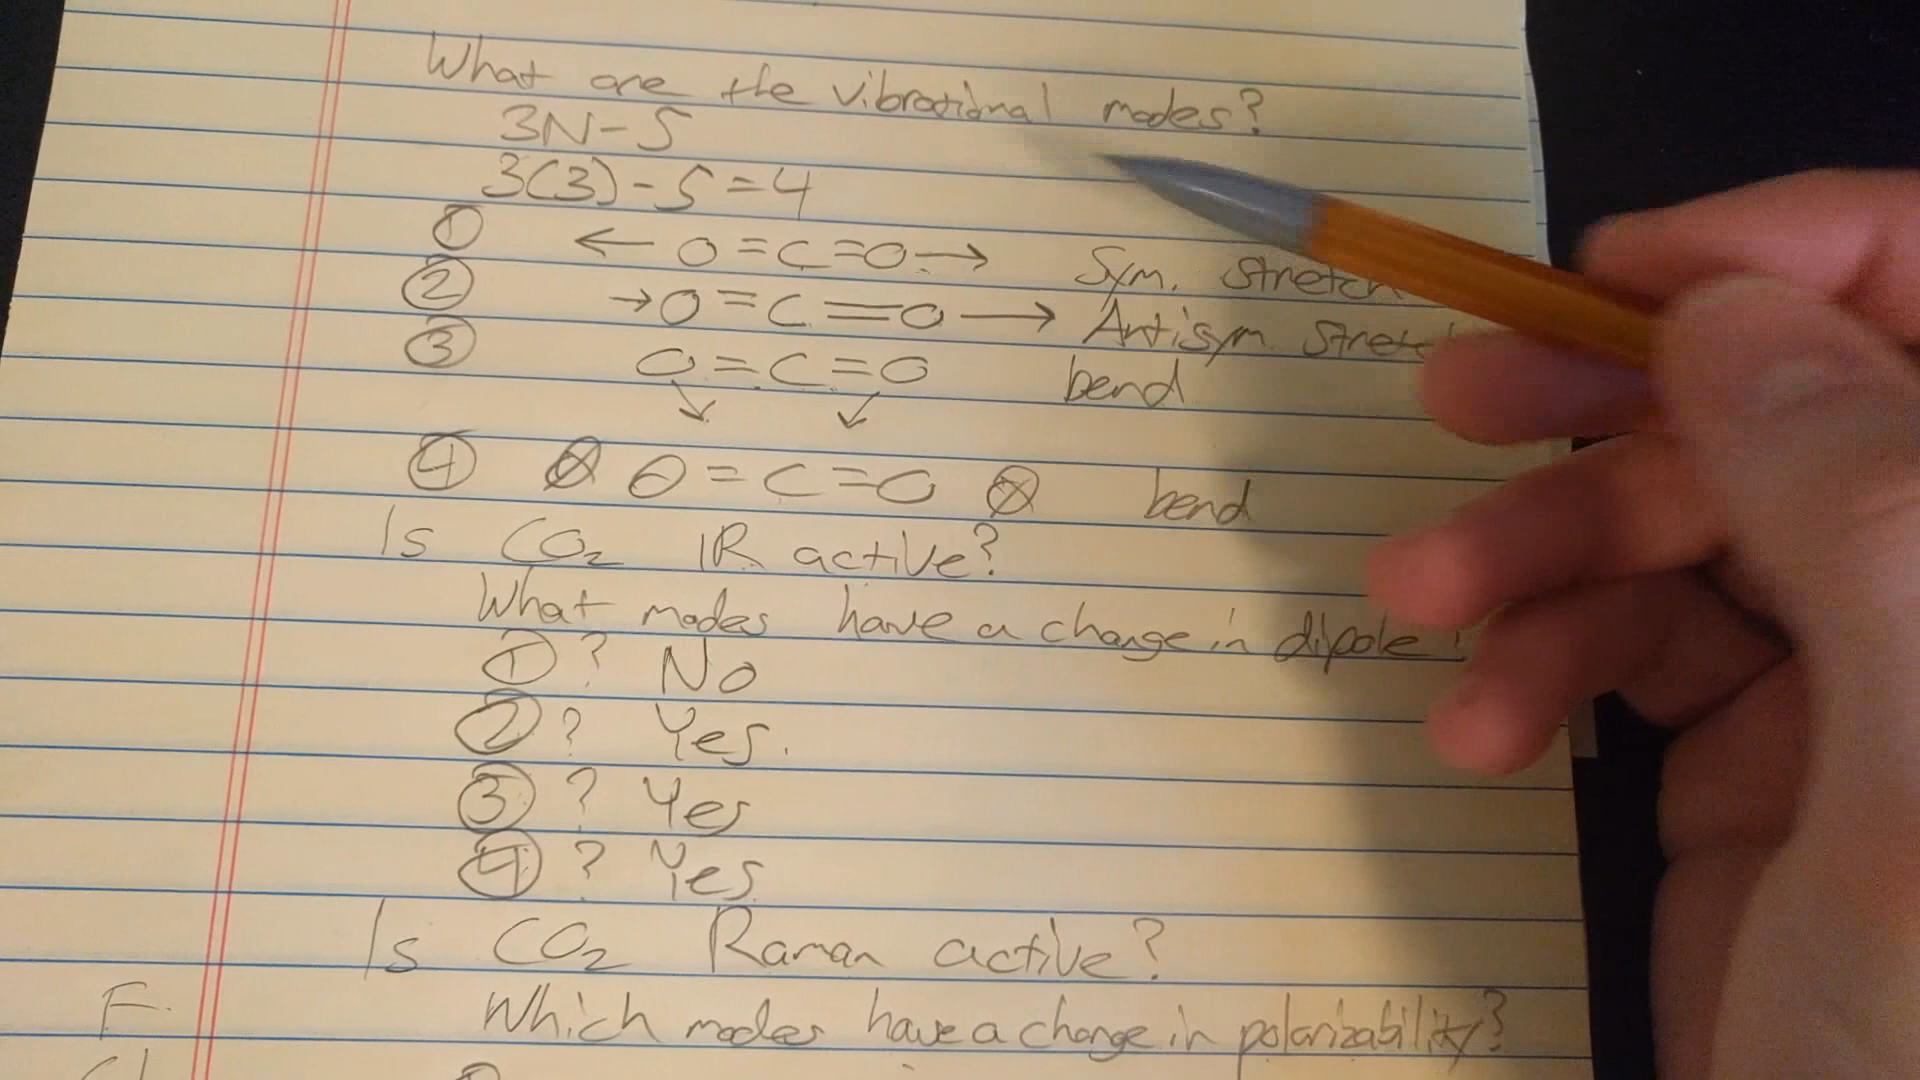 What are the vibrational modes?
3N-5
3(3)-5=4
① ← O=C=O → Sym. Stretch
② →O=C=O → Antisym. Stretch
③ O=C=O bend
↘ ↙
④ ⊗ O=C=O ⊗ bend
Is CO₂ IR active?
What modes have a change in dipole?
① ? No
② ? Yes.
③ ? Yes
④ ? Yes
Is CO₂ Raman active?
F. Which modes have a change in polarizability?